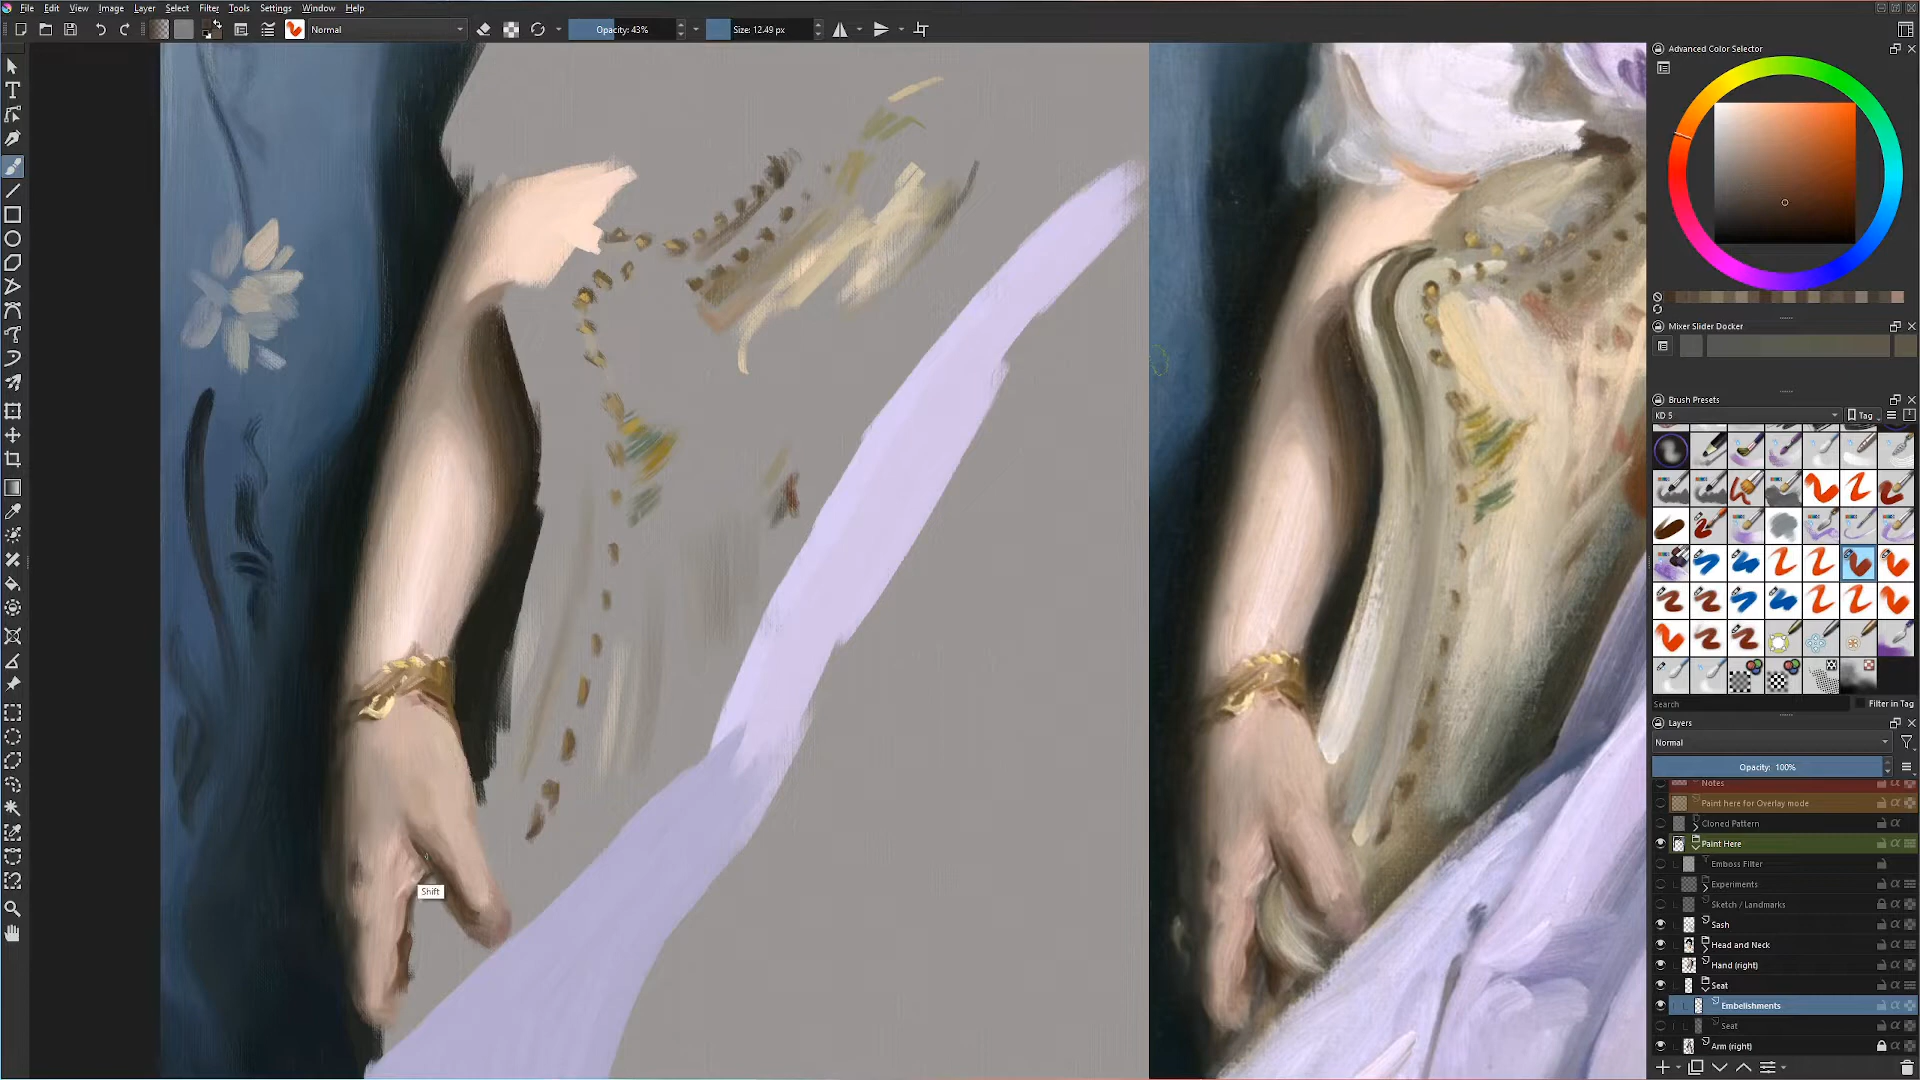 File Edit View Image Layer Select Filter Tools Settings Window Help
Normal
Opacity: 43%
Size: 12.49 px
Advanced Color Selector
Mixer Slider Docker
Brush Presets
KD 5
Tag
Search
Filter in Tag
Layers
Normal
Opacity: 100%
Notes
Paint here for Overlay mode
Cloned Pattern
Paint Here
Emboss Filter
Experiments
Sketch / Landmarks
Sash
Head and Neck
Hand (right)
Seat
Embelishments
Seat
Arm (right)
Shift